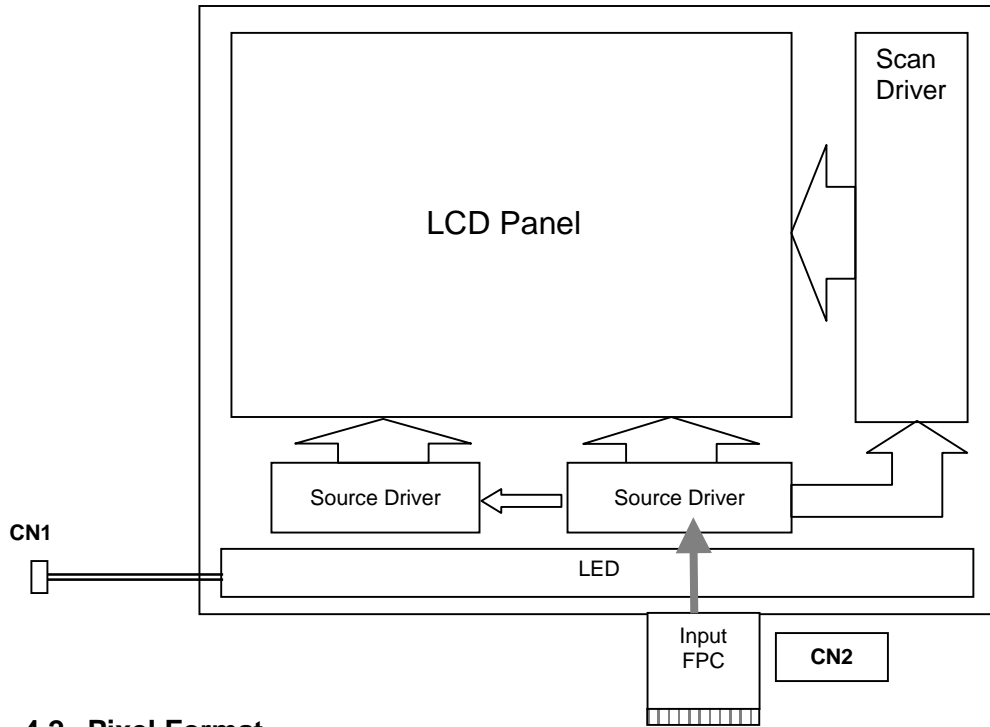 Scan
Driver
LCD Panel
Source Driver
Source Driver
CN1
LED
Input
FPC
CN2
4.2 Pixel Format